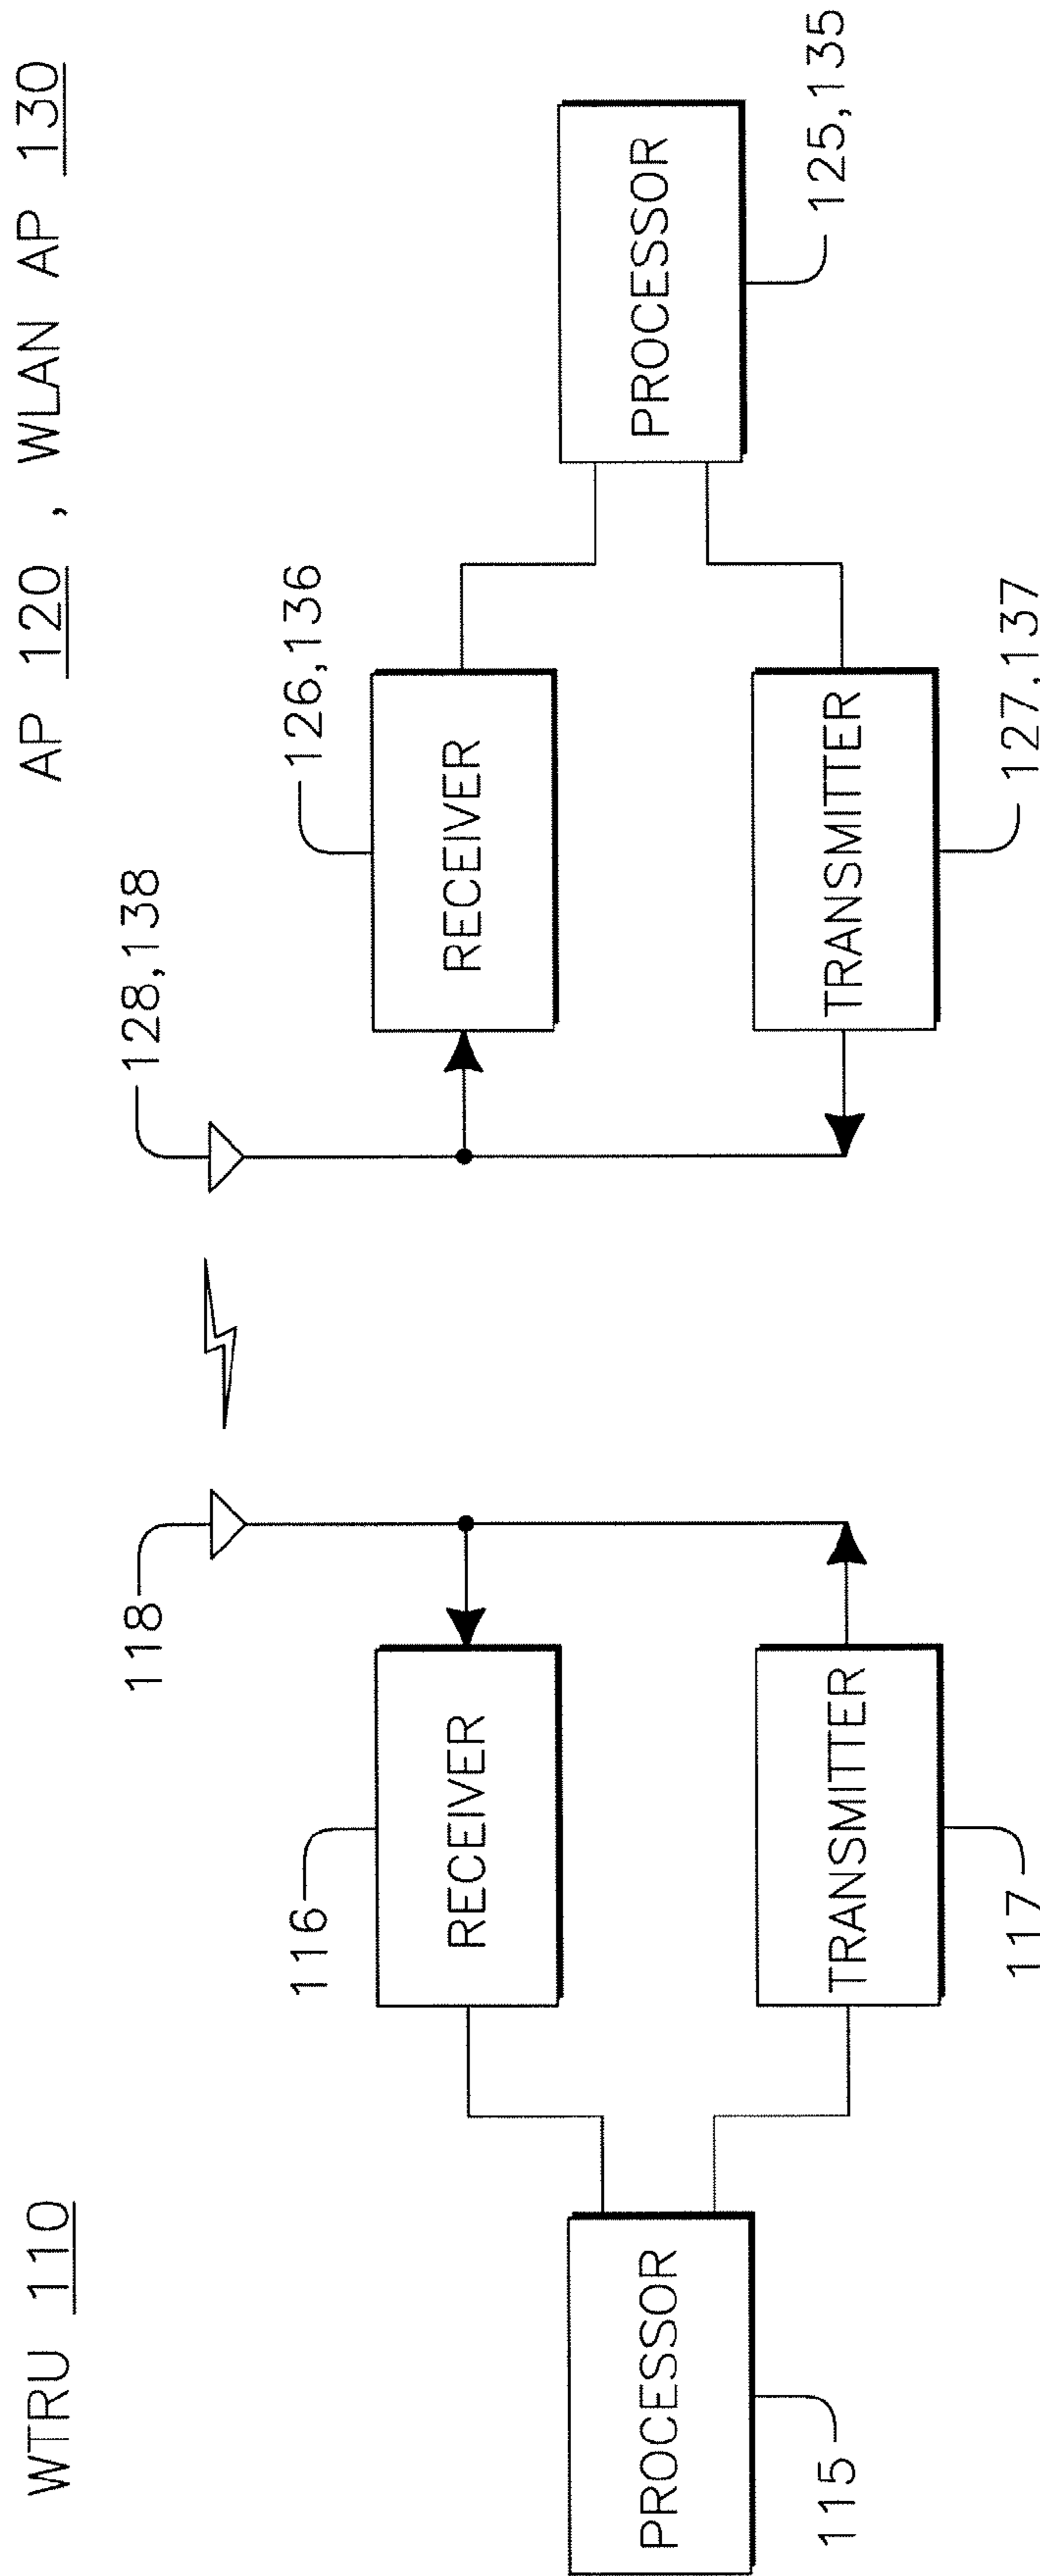 WTRU 110
AP 120 , WLAN AP 130
118
128,138
116
126,136
RECEIVER
RECEIVER
PROCESSOR
PROCESSOR
115
125,135
TRANSMITTER
TRANSMITTER
117
127,137